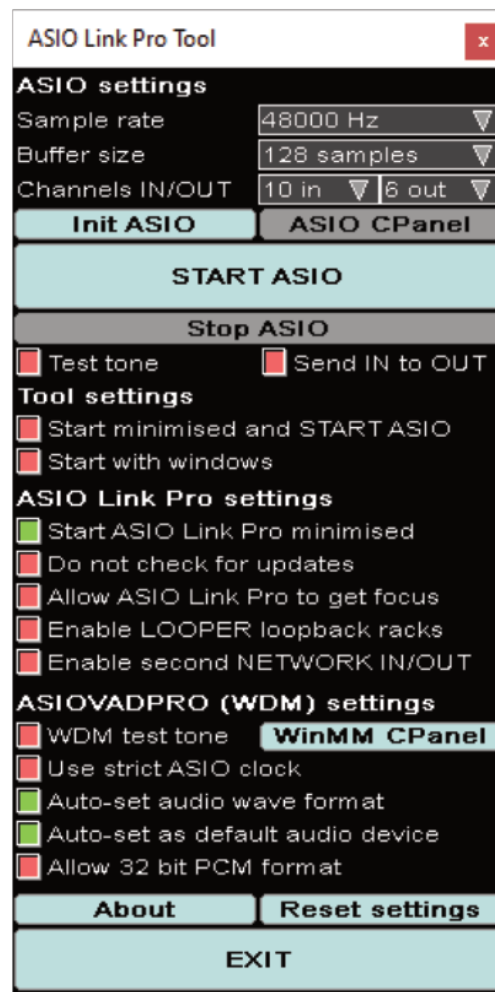 ASIO Link Pro Tool x
ASIO settings
Sample rate 48000 Hz
Buffer size 128 samples
Channels IN/OUT 10 in 6 out
Init ASIO ASIO CPanel
START ASIO
Stop ASIO
Test tone Send IN to OUT
Tool settings
Start minimised and START ASIO
Start with windows
ASIO Link Pro settings
Start ASIO Link Pro minimised
Do not check for updates
Allow ASIO Link Pro to get focus
Enable LOOPER loopback racks
Enable second NETWORK IN/OUT
ASIOVADPRO (WDM) settings
WDM test tone WinMM CPanel
Use strict ASIO clock
Auto-set audio wave format
Auto-set as default audio device
Allow 32 bit PCM format
About Reset settings
EXIT